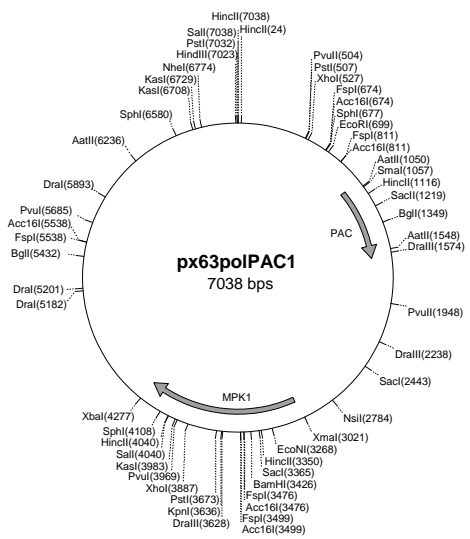 HincII(7038)
SalI(7038)
PstI(7032)
HindIII(7023)
NheI(6774)
KasI(6729)
KasI(6708)
SphI(6580)
AatII(6236)
DraI(5893)
PvuI(5685)
Acc16I(5538)
FspI(5538)
BglI(5432)
DraI(5201)
DraI(5182)
HincII(24)
PvuII(504)
PstI(507)
XhoI(527)
FspI(674)
Acc16I(674)
SphI(677)
EcoRI(699)
FspI(811)
Acc16I(811)
AatII(1050)
SmaI(1057)
HincII(1116)
SacII(1219)
BglI(1349)
AatII(1548)
DraIII(1574)
PvuII(1948)
DraIII(2238)
SacI(2443)
NsiI(2784)
XmaI(3021)
EcoNI(3268)
HincII(3350)
SacI(3365)
BamHI(3426)
FspI(3476)
Acc16I(3476)
FspI(3499)
Acc16I(3499)
PAC
px63polPAC1
7038 bps
MPK1
XbaI(4277)
SphI(4108)
HincII(4040)
SalI(4040)
KasI(3983)
PvuI(3969)
XhoI(3887)
PstI(3673)
KpnI(3636)
DraIII(3628)